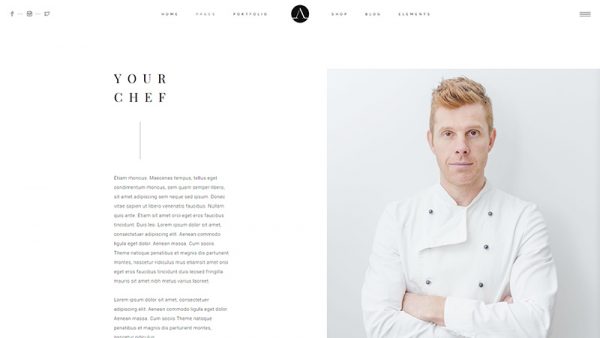 HOME PAGES PORTFOLIO A SHOP BLOG ELEMENTS
YOUR
CHEF
Etiam rhoncus. Maecenas tempus, tellus eget
condimentum rhoncus, sem quam semper libero,
sit amet adipiscing sem neque sed ipsum. Donec
vitae sapien ut libero venenatis faucibus. Nullam
quis ante. Etiam sit amet orci eget eros faucibus
tincidunt. Duis leo. Lorem ipsum dolor sit amet,
consectetuer adipiscing elit. Aenean commodo
ligula eget dolor. Aenean massa. Cum sociis
Theme natoque penatibus et magnis dis parturient
montes, nascetur ridiculus mus etiamsit amet orci
eget eros faucibus tincidunt duis leosed fringilla
mauris sit amet nibh metus varius laoreet.
Lorem ipsum dolor sit amet, consectetuer
adipiscing elit. Aenean commodo ligula eget dolor
Aenean massa. Cum sociis Theme natoque
penatibus et magnis dis parturient montes,
nascetur ridiculus